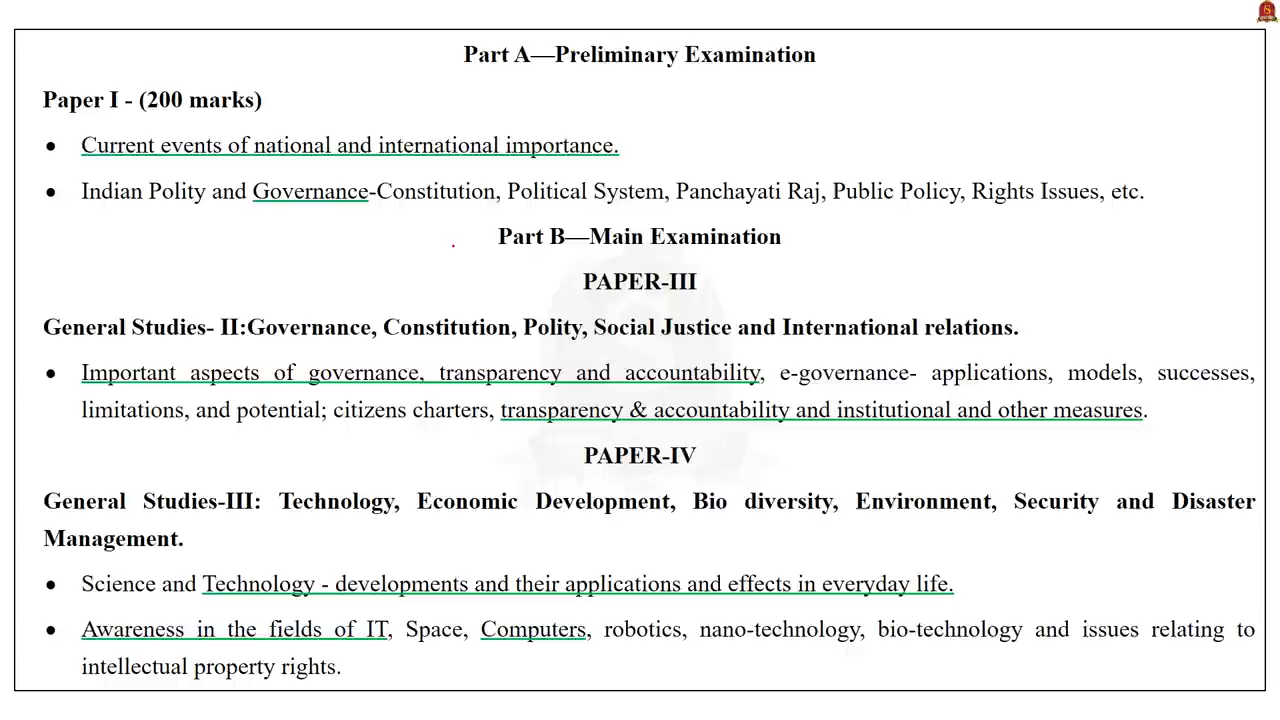 Part A—Preliminary Examination
Paper I - (200 marks)
• Current events of national and international importance.
• Indian Polity and Governance-Constitution, Political System, Panchayati Raj, Public Policy, Rights Issues, etc.
Part B—Main Examination
PAPER-III
General Studies- II:Governance, Constitution, Polity, Social Justice and International relations.
• Important aspects of governance, transparency and accountability, e-governance- applications, models, successes,
limitations, and potential; citizens charters, transparency & accountability and institutional and other measures.
PAPER-IV
General Studies-III: Technology, Economic Development, Bio diversity, Environment, Security and Disaster
Management.
• Science and Technology - developments and their applications and effects in everyday life.
• Awareness in the fields of IT, Space, Computers, robotics, nano-technology, bio-technology and issues relating to
intellectual property rights.